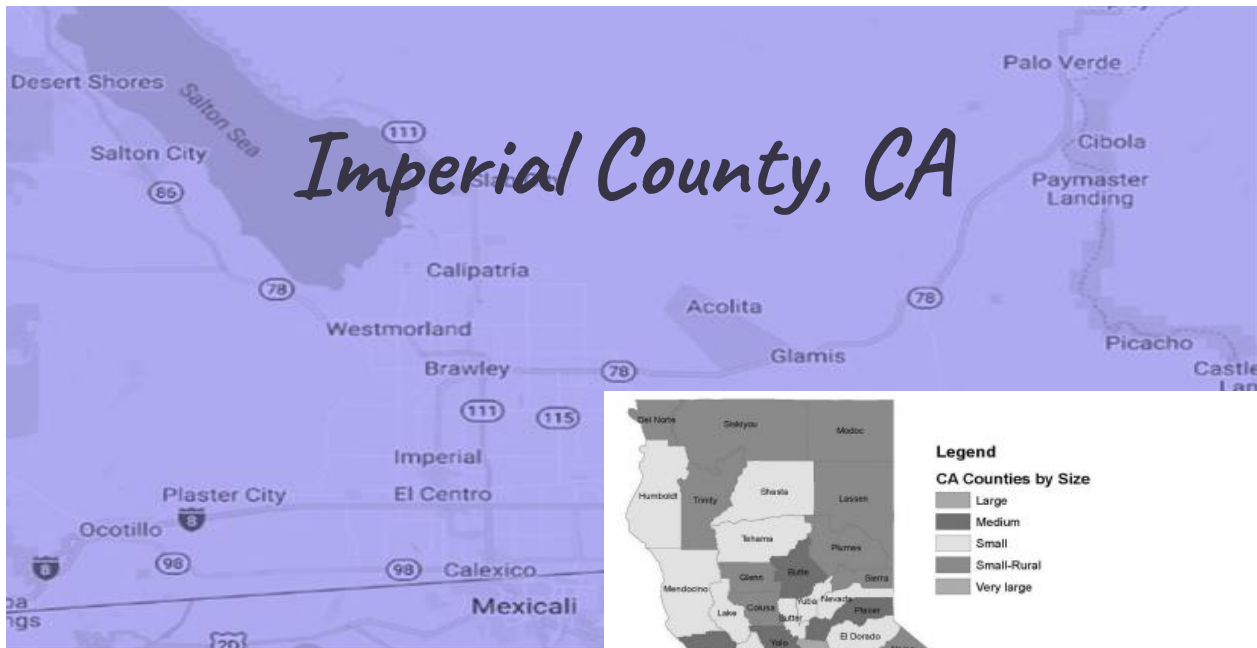 Palo Verde
Desert Shores
Salton Sea
111
Imperial County, CA
Cibola
Salton City
86
Paymaster
Landing
Calipatria
78
78
Acolita
Westmorland
Glamis
Picacho
Brawley
78
Castle
111
115
Imperial
El Centro
Plaster City
8
Ocotillo
98
98
Calexico
8
Mexicali
ngs
2D
Del Norte
Siskiyou
Modoc
Humboldt
Trinity
Shasta
Lassen
Tehama
Plumas
Mendocino
Glenn
Butte
Sierra
Lake
Colusa
Yuba
Nevada
Placer
Sutter
Yolo
El Dorado
Legend
CA Counties by Size
Large
Medium
Small
Small-Rural
Very large